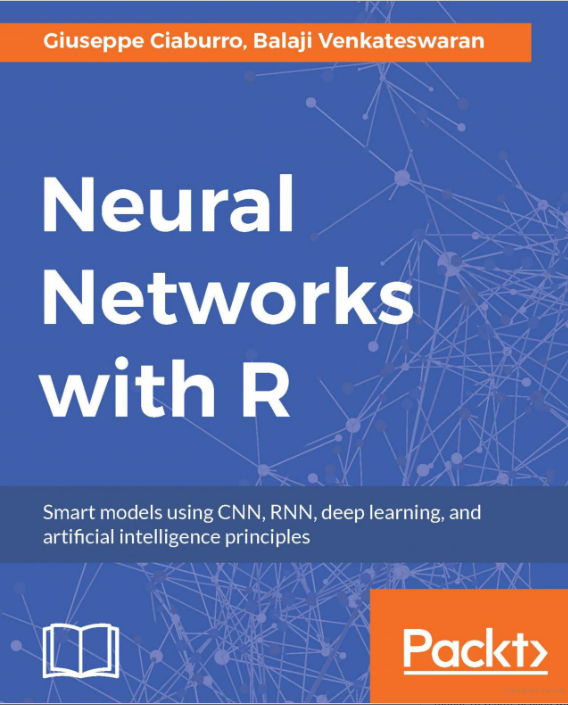 Giuseppe Ciaburro, Balaji Venkateswaran
Neural
Networks
with R
Smart models using CNN, RNN, deep learning, and
artificial intelligence principles
Packt>